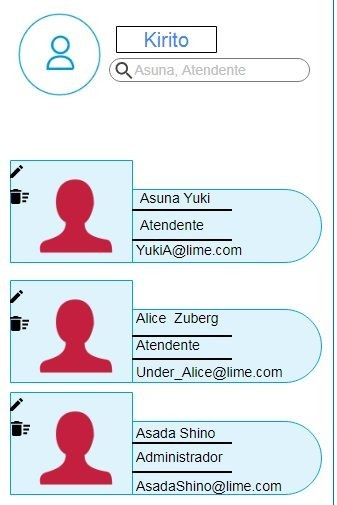 Kirito
Asuna, Atendente
Asuna Yuki
Atendente
YukiA@lime.com
Alice Zuberg
Atendente
Under_Alice@lime.com
Asada Shino
Administrador
AsadaShino@lime.com